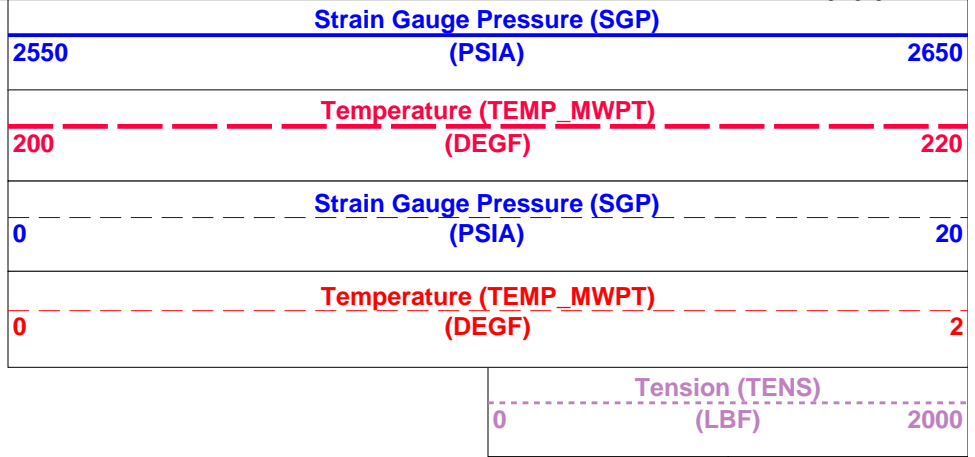 Strain Gauge Pressure (SGP)
2550 (PSIA) 2650
Temperature (TEMP_MWPT)
200 (DEGF) 220
Strain Gauge Pressure (SGP)
0 (PSIA) 20
Temperature (TEMP_MWPT)
0 (DEGF) 2
Tension (TENS)
0 (LBF) 2000